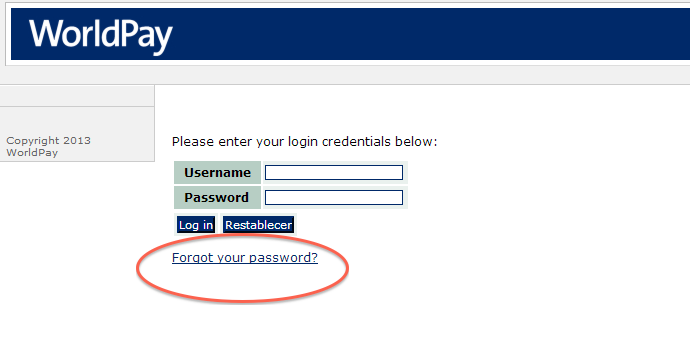 WorldPay
Copyright 2013
WorldPay
Please enter your login credentials below:
Username
Password
Log in Restablecer
Forgot your password?